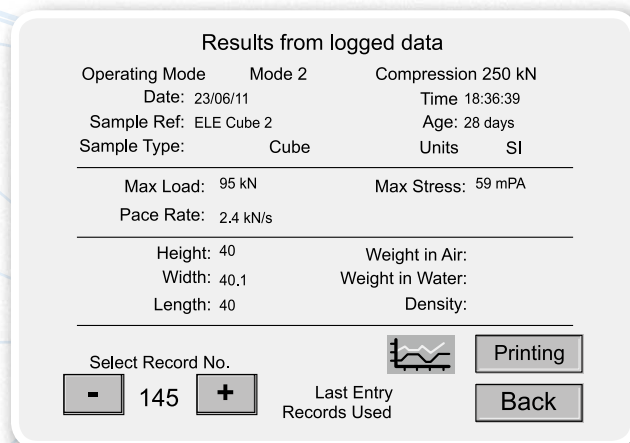 Results from logged data
Operating Mode Mode 2 Compression 250 kN
Date: 23/06/11 Time 18:36:39
Sample Ref: ELE Cube 2 Age: 28 days
Sample Type: Cube Units SI
Max Load: 95 kN Max Stress: 59 mPA
Pace Rate: 2.4 kN/s
Height: 40 Weight in Air:
Width: 40.1 Weight in Water:
Length: 40 Density:
Select Record No.
- 145 +
Last Entry
Records Used
Printing
Back